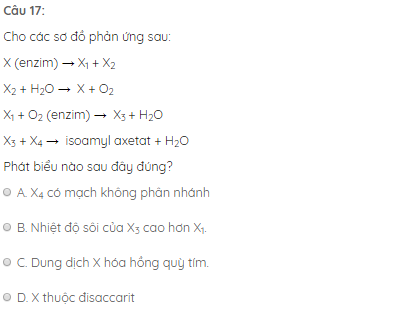 Câu 17:
Cho các sơ đồ phản ứng sau:
X (enzim) → X₁ + X₂
X₂ + H₂O → X + O₂
X₁ + O₂ (enzim) → X₃ + H₂O
X₃ + X₄ → isoamyl axetat + H₂O
Phát biểu nào sau đây đúng?
A. X₄ có mạch không phân nhánh
B. Nhiệt độ sôi của X₃ cao hơn X₁.
C. Dung dịch X hóa hồng quỳ tím.
D. X thuộc đisaccarit